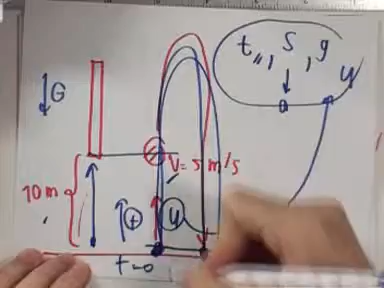 t,, , S , g
y
G
V = 5 m/s
10 m
+
y
t=0